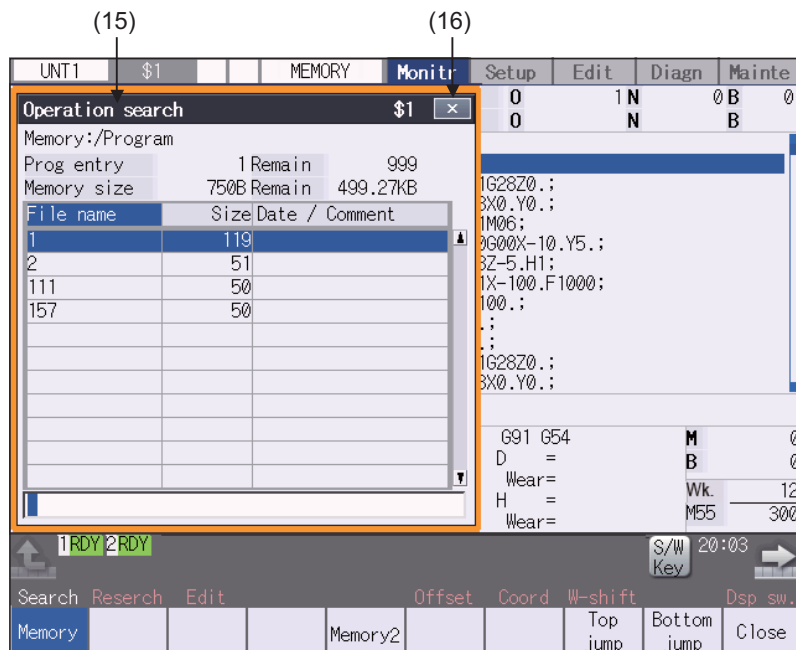 (15) (16)
UNT1 $1 MEMORY Monitr Setup Edit Diagn Mainte
Operation search $1 ×
O 1 N 0 B 0
O N B
Memory:/Program
Prog entry 1 Remain 999
Memory size 750B Remain 499.27KB
File name Size Date / Comment
1 119
2 51
111 50
157 50
1G28Z0.;
3X0.Y0.;
1M06;
0G00X-10.Y5.;
3Z-5.H1;
1X-100.F1000;
100.;
.;
.;
1G28Z0.;
3X0.Y0.;
G91 G54
D =
Wear=
H =
Wear=
M 0
B 0
Wk. 12
M55 300
1 RDY 2 RDY
S/W Key 20:03
Search Reserch Edit Offset Coord W-shift Dsp sw.
Memory Memory2 Top jump Bottom jump Close